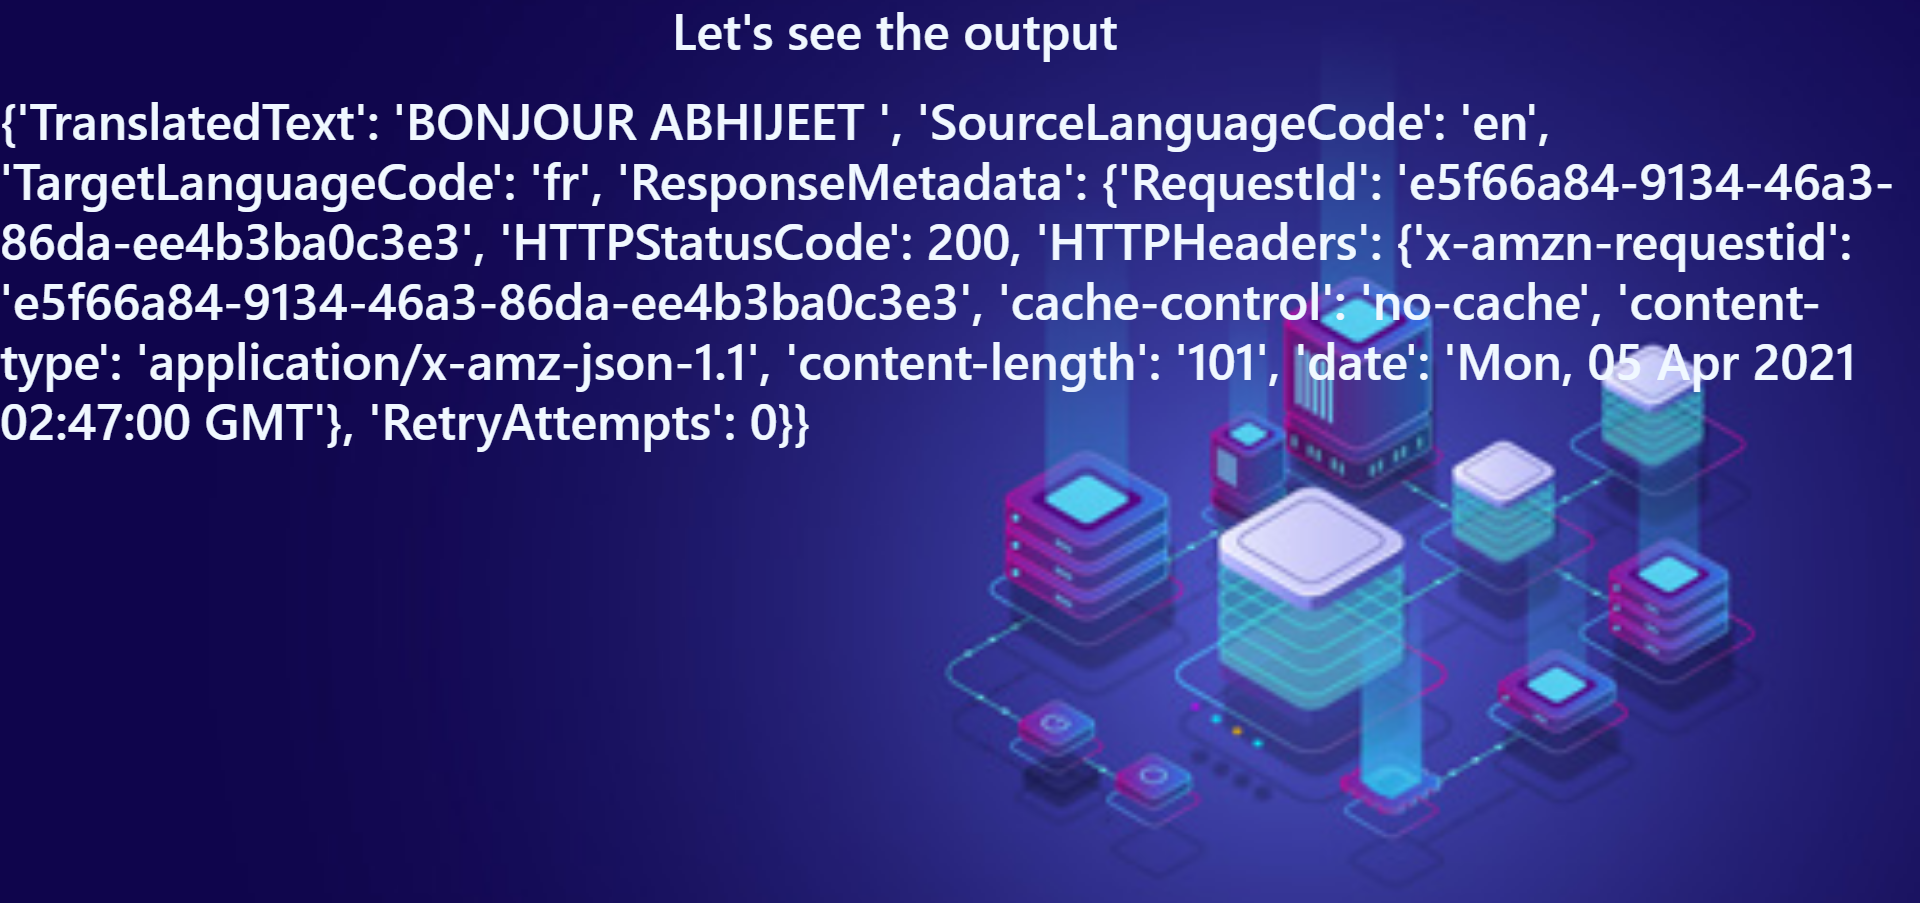 Let's see the output
{'TranslatedText': 'BONJOUR ABHIJEET ', 'SourceLanguageCode': 'en',
'TargetLanguageCode': 'fr', 'ResponseMetadata': {'RequestId': 'e5f66a84-9134-46a3-
86da-ee4b3ba0c3e3', 'HTTPStatusCode': 200, 'HTTPHeaders': {'x-amzn-requestid':
'e5f66a84-9134-46a3-86da-ee4b3ba0c3e3', 'cache-control': 'no-cache', 'content-
type': 'application/x-amz-json-1.1', 'content-length': '101', 'date': 'Mon, 05 Apr 2021
02:47:00 GMT'}, 'RetryAttempts': 0}}